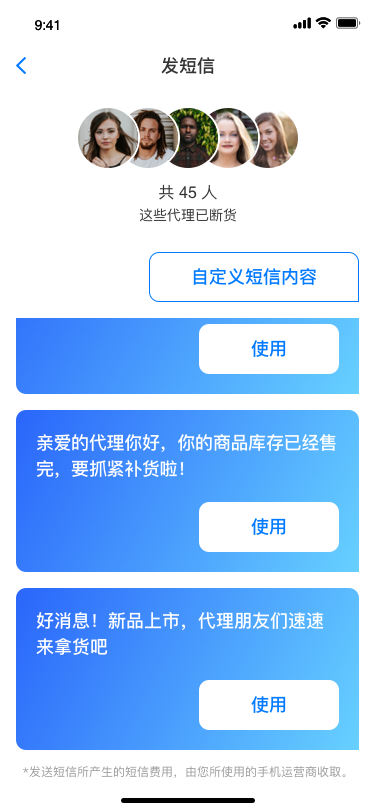 9:41
发短信
共 45 人
这些代理已断货
自定义短信内容
使用
亲爱的代理你好，你的商品库存已经售
完，要抓紧补货啦！
使用
好消息！新品上市，代理朋友们速速
来拿货吧
使用
*发送短信所产生的短信费用，由您所使用的手机运营商收取。